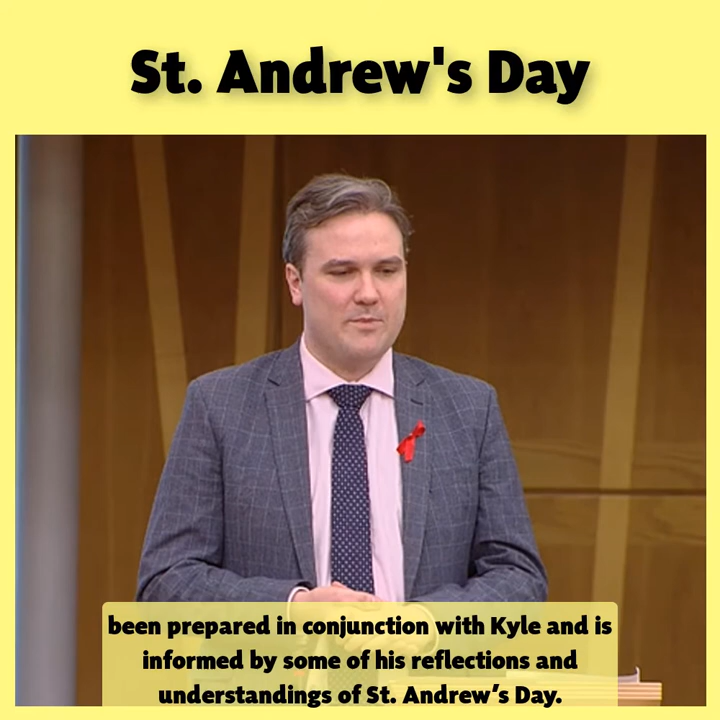 St. Andrew's Day
been prepared in conjunction with Kyle and is
informed by some of his reflections and
understandings of St. Andrew’s Day.